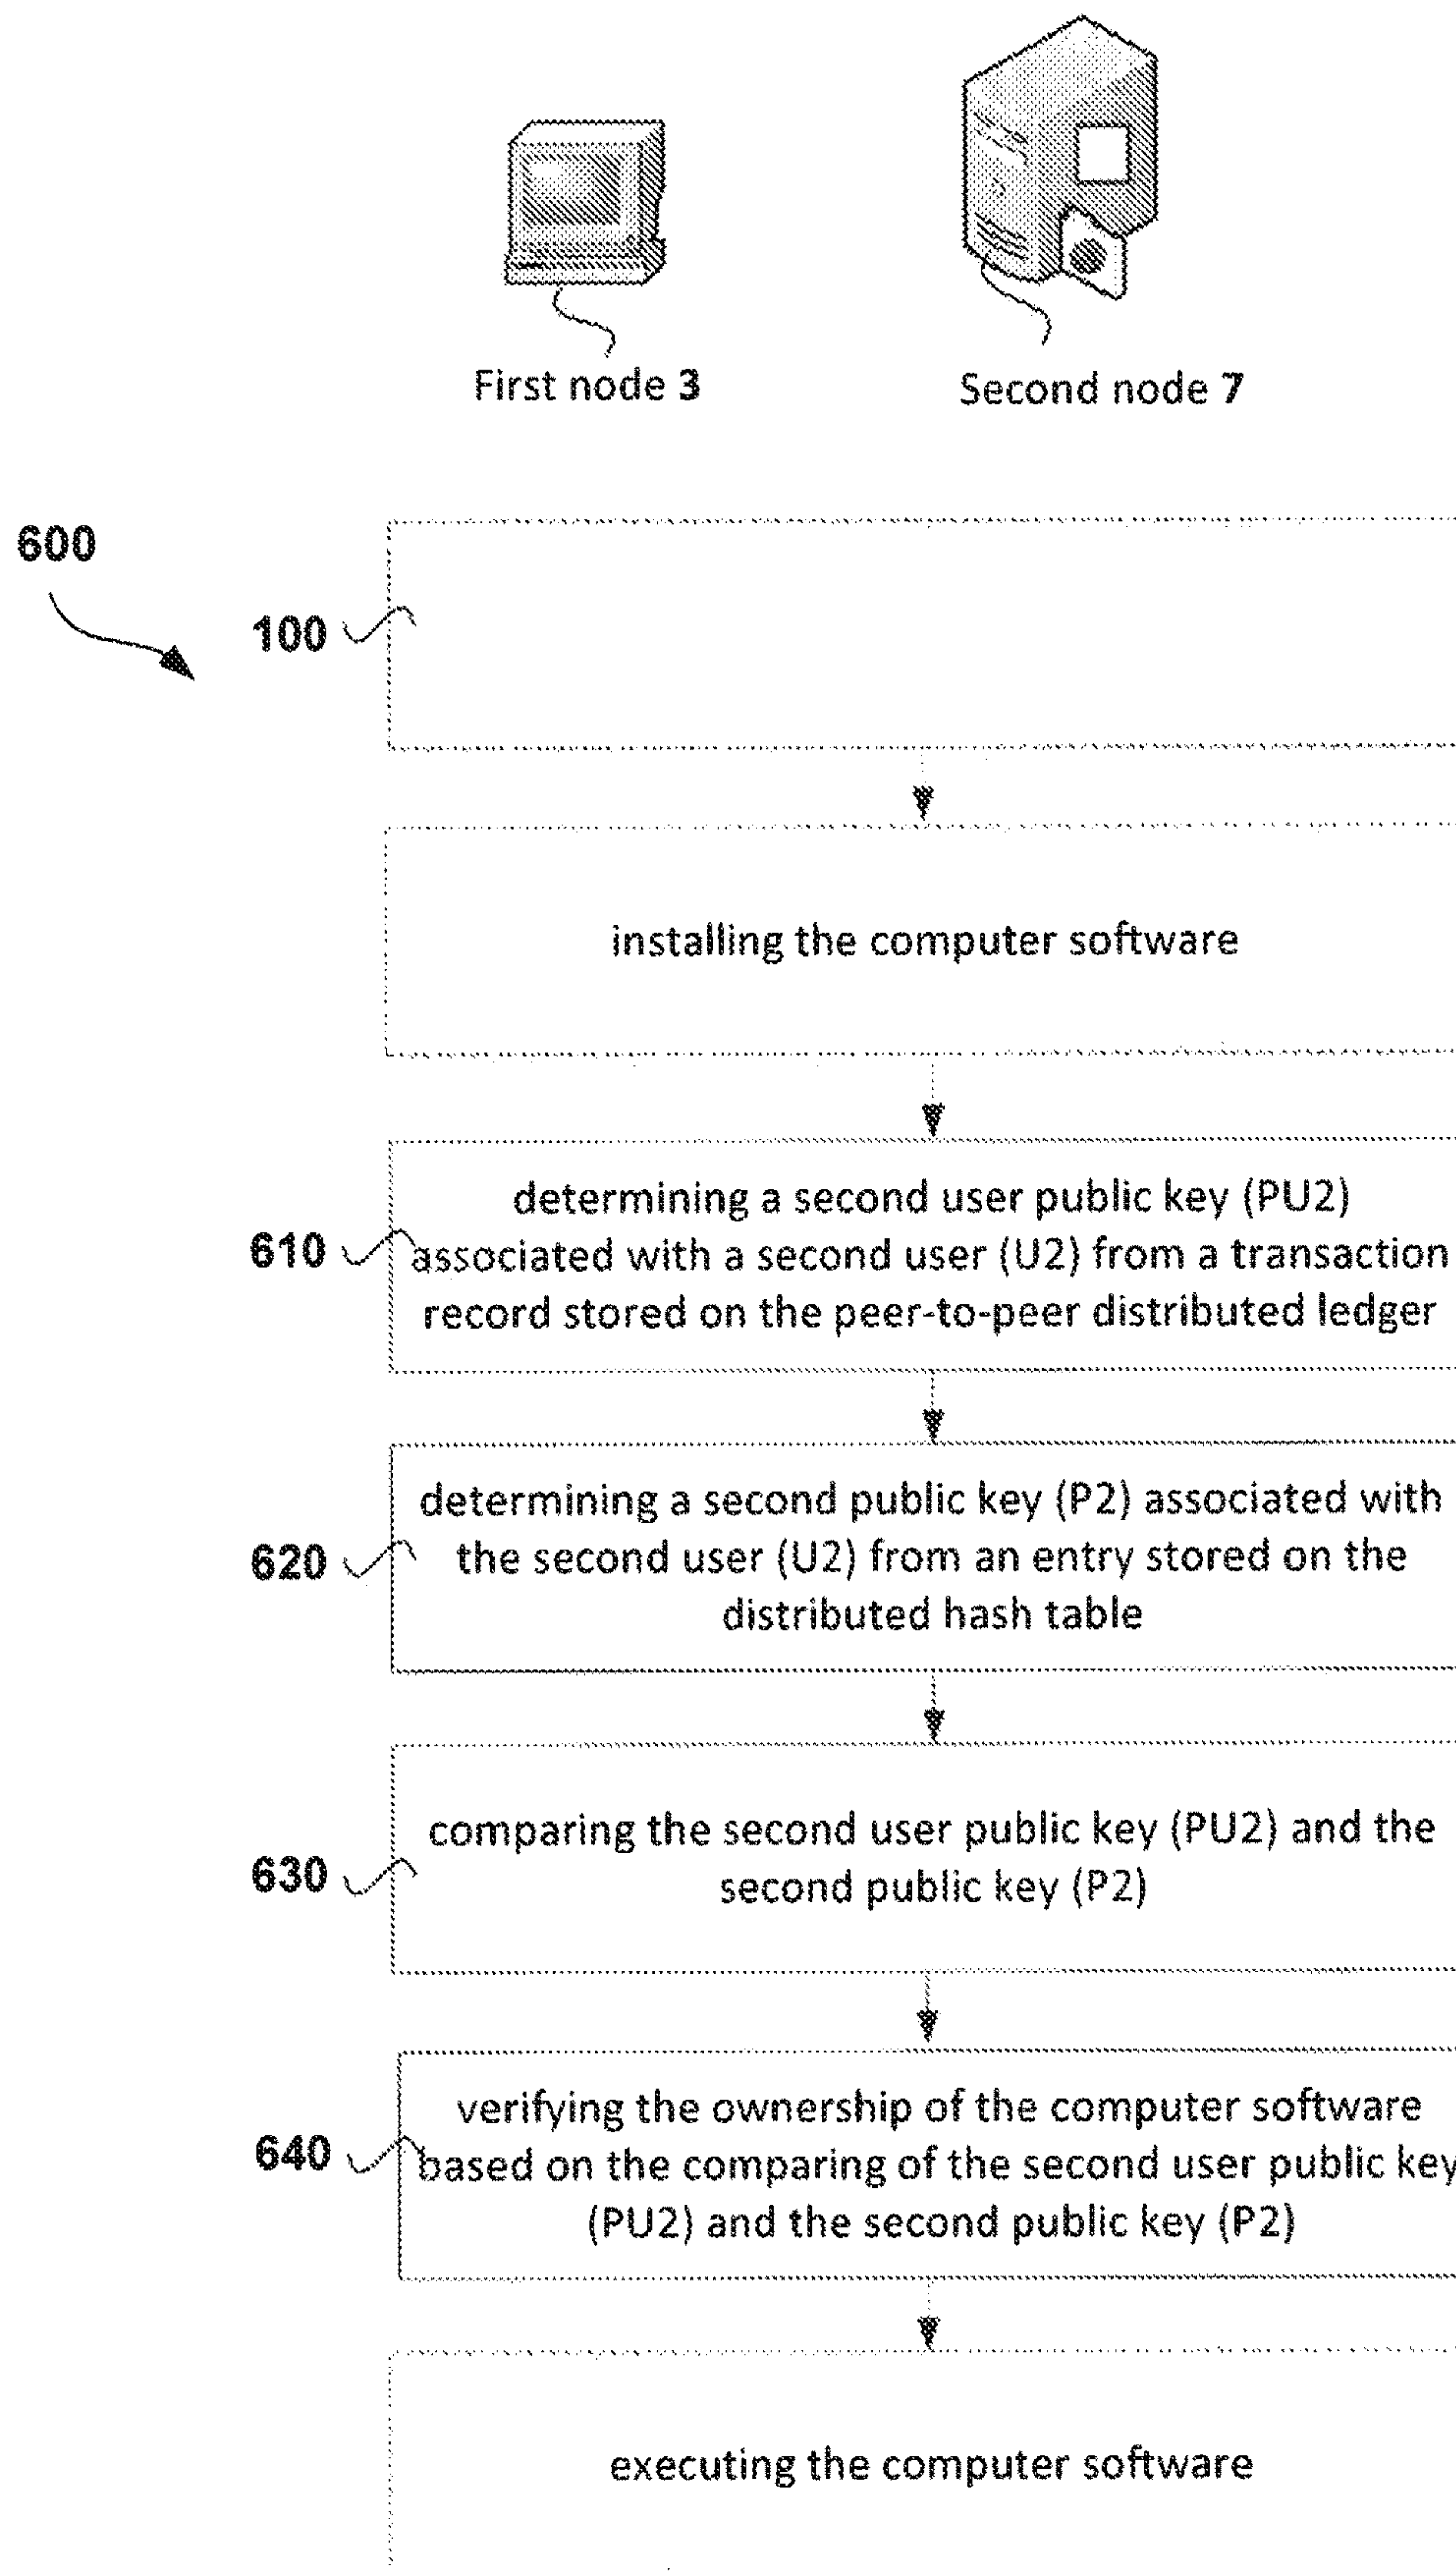 First node 3
Second node 7
600
100
installing the computer software
610
determining a second user public key (PU2)
associated with a second user (U2) from a transaction
record stored on the peer-to-peer distributed ledger
620
determining a second public key (P2) associated with
the second user (U2) from an entry stored on the
distributed hash table
630
comparing the second user public key (PU2) and the
second public key (P2)
640
verifying the ownership of the computer software
based on the comparing of the second user public key
(PU2) and the second public key (P2)
executing the computer software